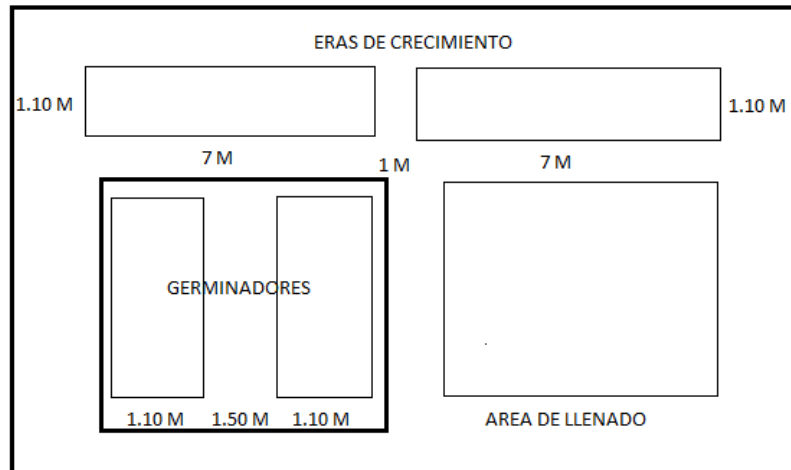 ERAS DE CRECIMIENTO
1.10 M
1.10 M
7 M
1 M
7 M
GERMINADORES
1.10 M
1.50 M
1.10 M
AREA DE LLENADO